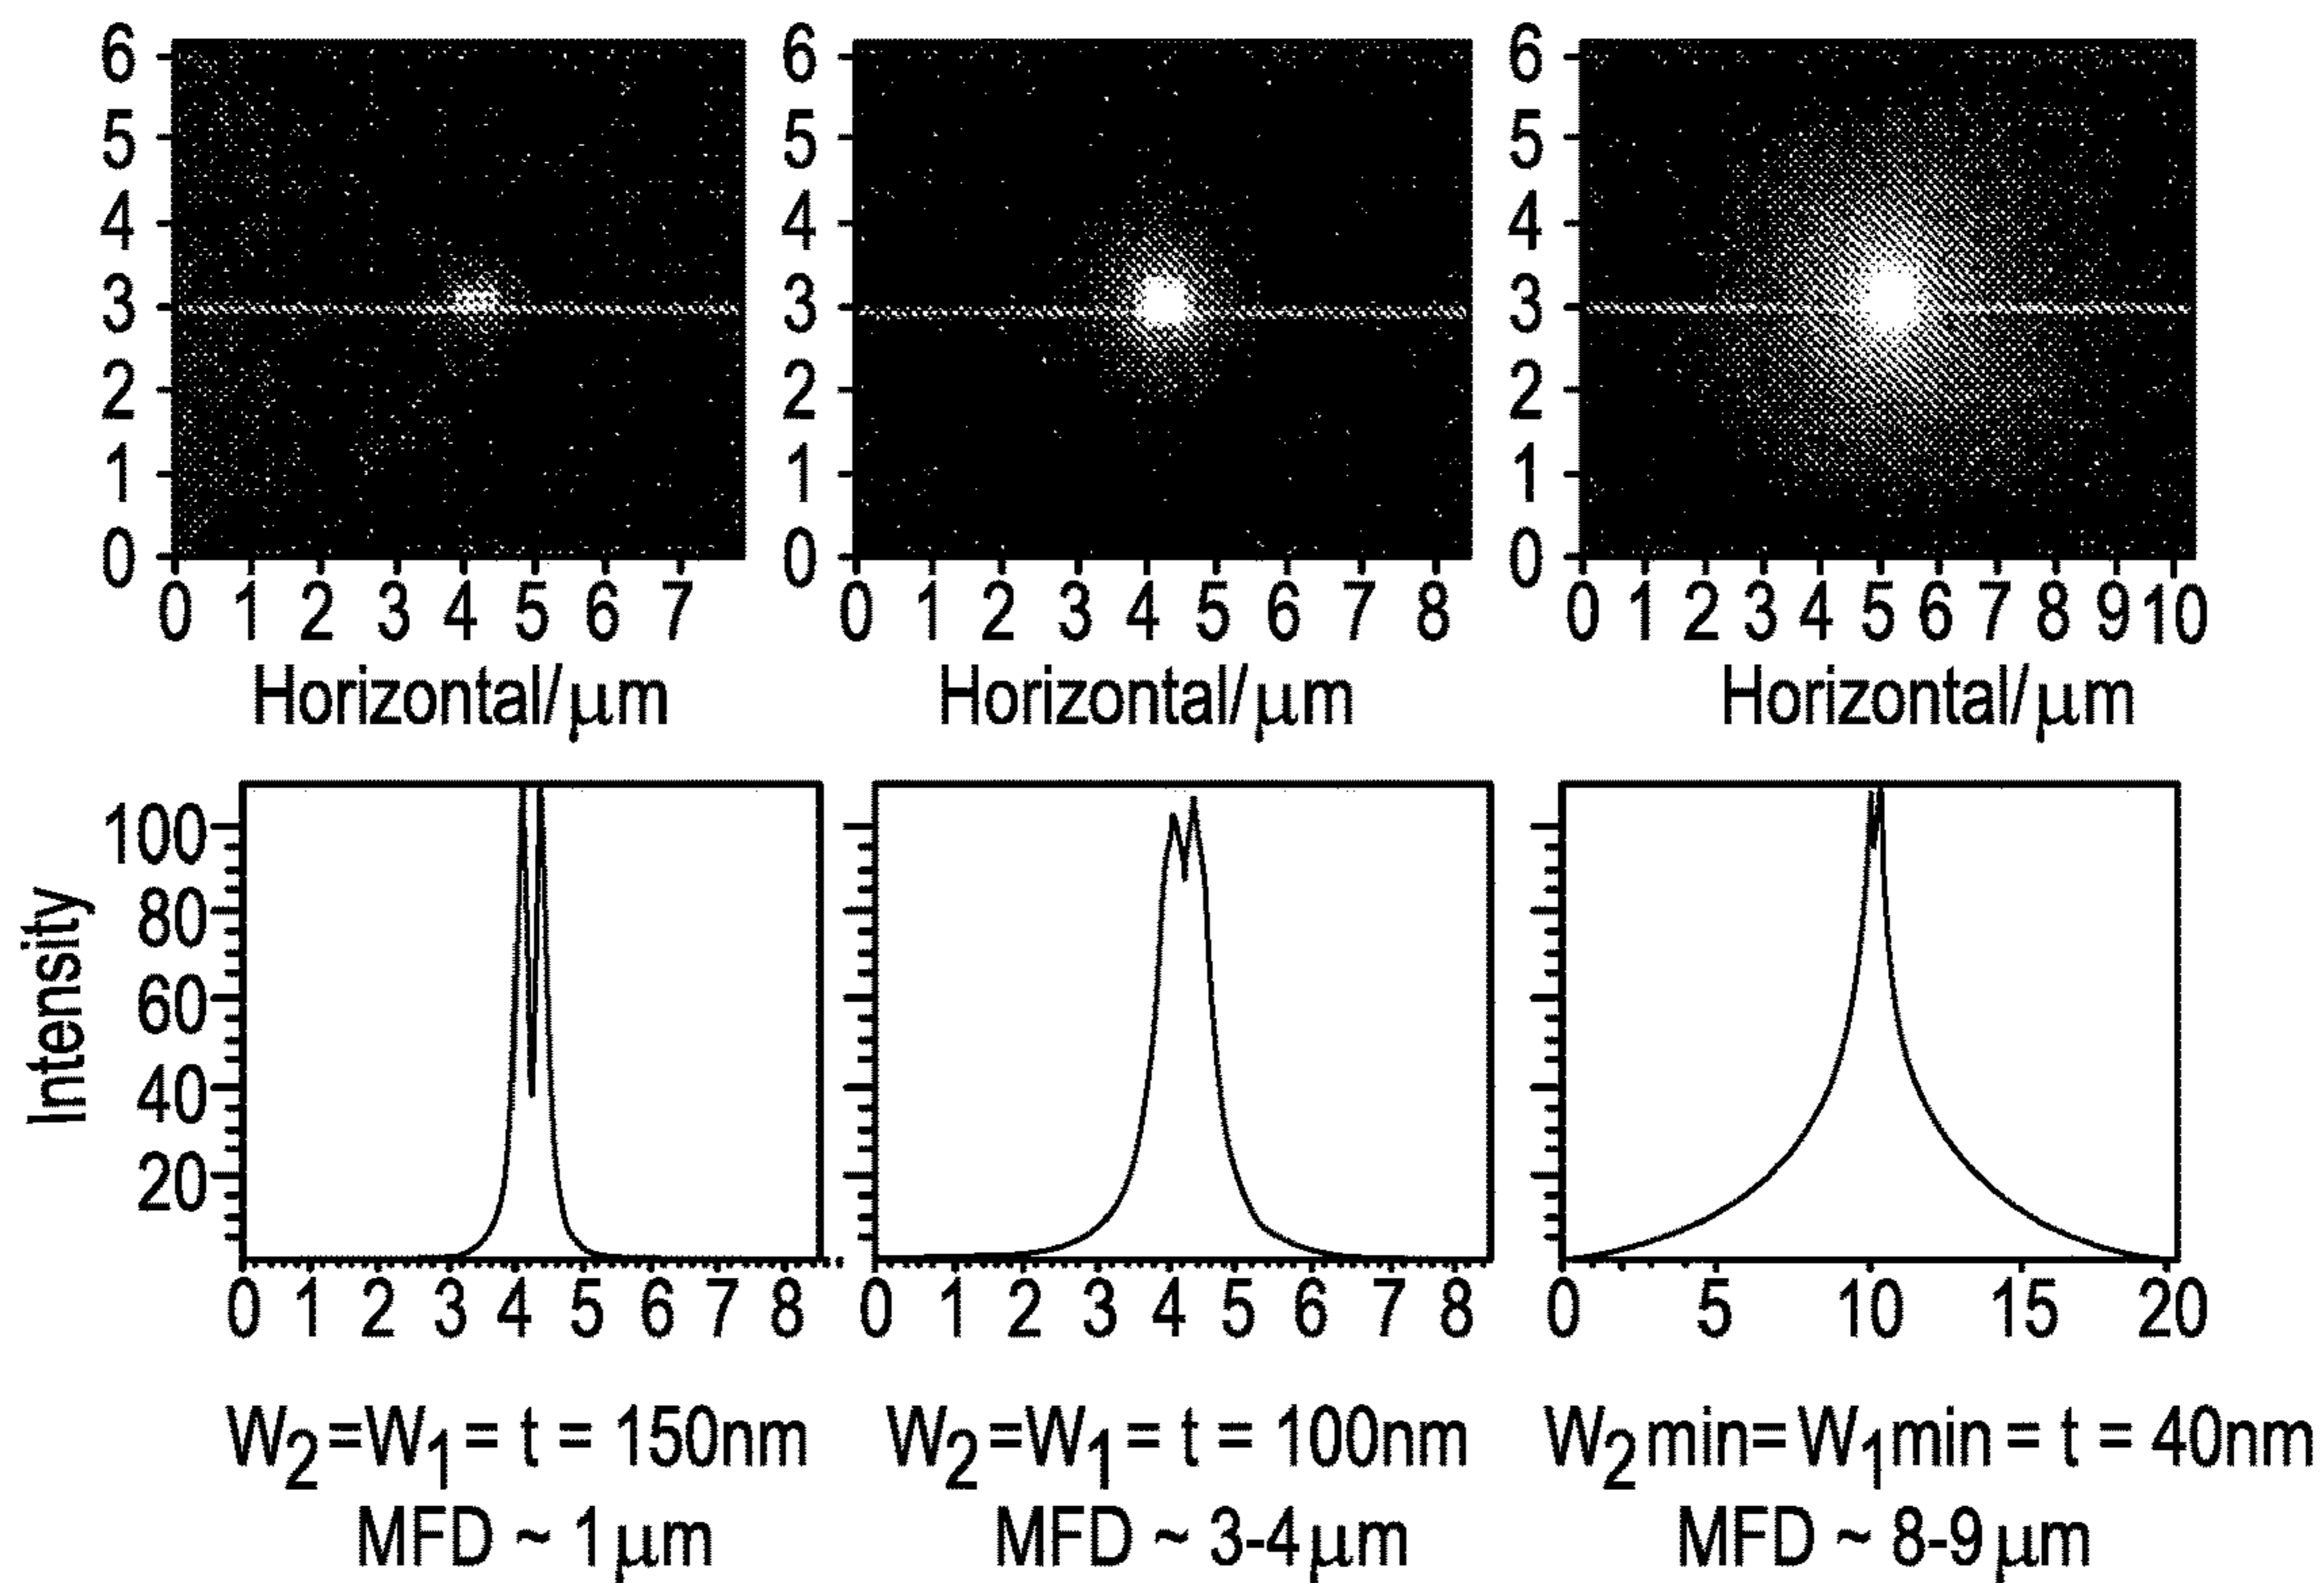 6 6 6
5 5 5
4 4 4
3 3 3
2 2 2
1 1 1
0 0 0
0 1 2 3 4 5 6 7 0 1 2 3 4 5 6 7 8 0 1 2 3 4 5 6 7 8 9 10
Horizontal/μm Horizontal/μm Horizontal/μm
Intensity
100
80
60
40
20
0 1 2 3 4 5 6 7 8 0 1 2 3 4 5 6 7 8 0 5 10 15 20
W2=W1= t = 150nm W2=W1= t = 100nm W2min=W1min = t = 40nm
MFD ~ 1μm MFD ~ 3-4μm MFD ~ 8-9μm